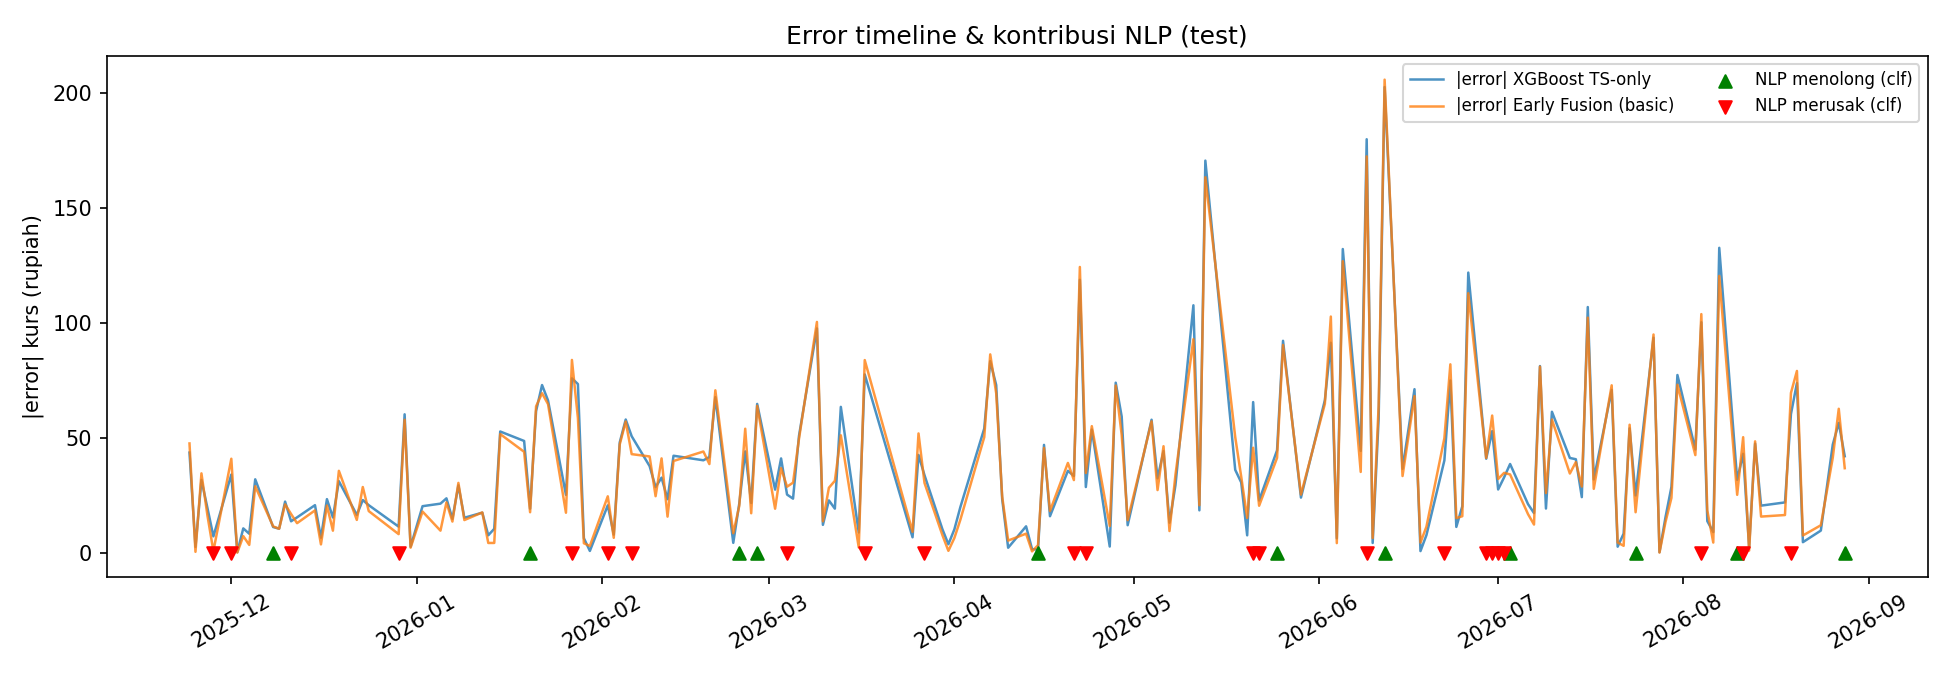 Error timeline & kontribusi NLP (test)
|error| XGBoost TS-only
|error| Early Fusion (basic)
NLP menolong (clf)
NLP merusak (clf)
|error| kurs (rupiah)
200
150
100
50
0
2025-12
2026-01
2026-02
2026-03
2026-04
2026-05
2026-06
2026-07
2026-08
2026-09